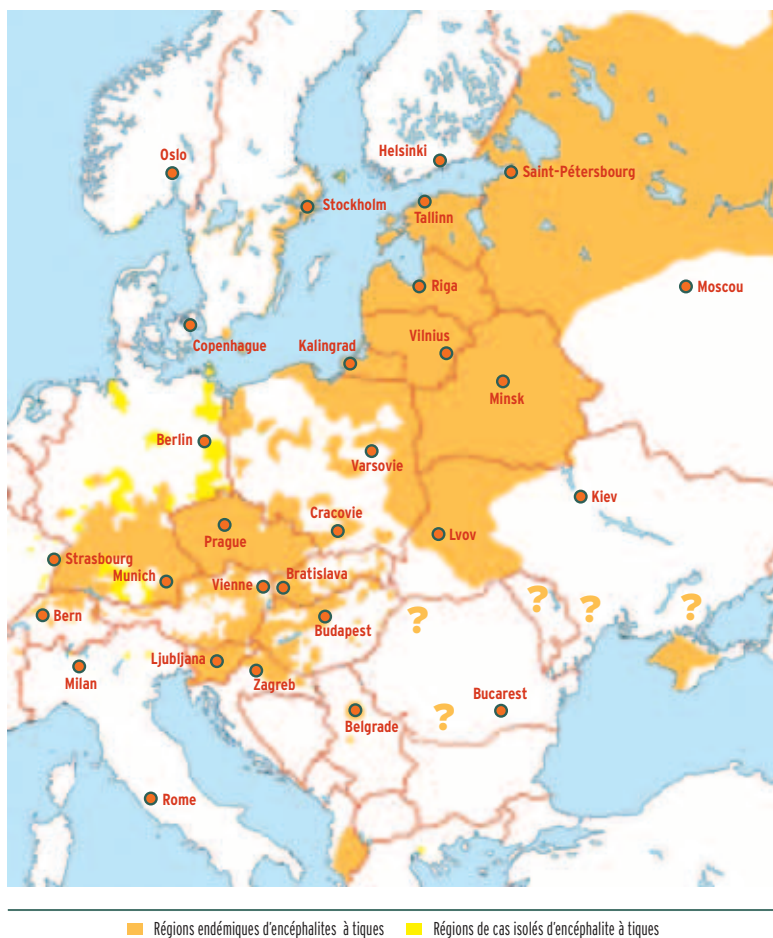 Oslo
Helsinki
Saint-Pétersbourg
Stockholm
Tallinn
Riga
Moscou
Copenhague
Kalingrad
Vilnius
Minsk
Berlin
Varsovie
Kiev
Cracovie
Prague
Lvov
Strasbourg
Munich
Vienne
Bratislava
Bern
Budapest
?
?
?
?
Ljubljana
Milan
Zagreb
Bucarest
?
Belgrade
Rome
Régions endémiques d'encéphalites à tiques
Régions de cas isolés d'encéphalite à tiques